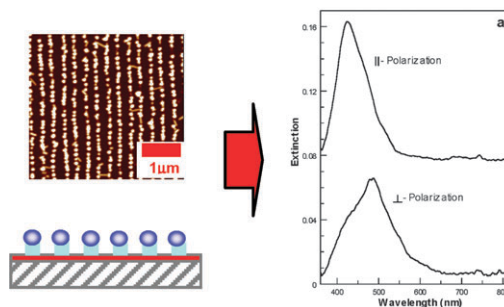 1μm
a
0.16
0.12
0.08
0.04
0
Extinction
||- Polarization
⊥- Polarization
400
500
600
700
800
Wavelength (nm)